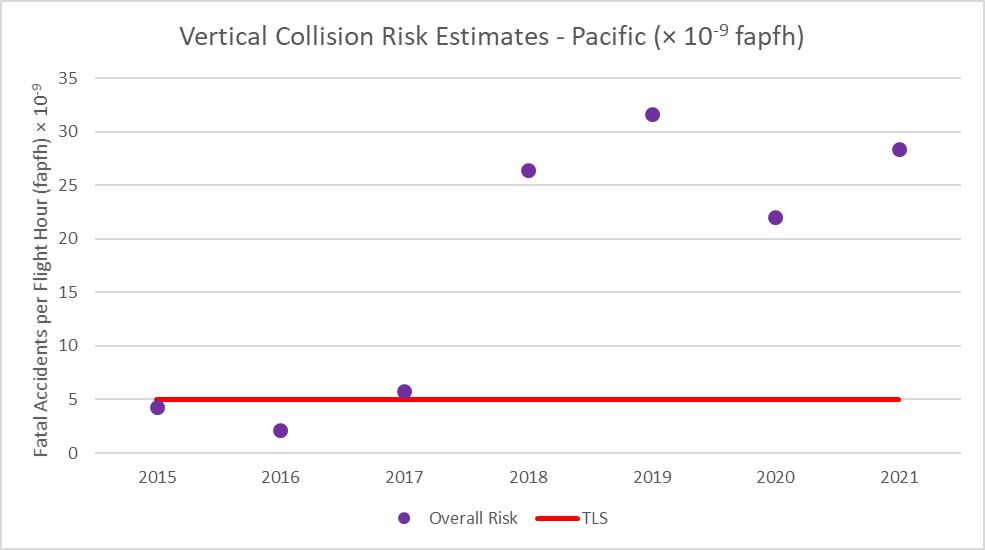 Vertical Collision Risk Estimates - Pacific (× 10⁻⁹ fapfh)
Fatal Accidents per Flight Hour (fapfh) × 10⁻⁹
35
30
25
20
15
10
5
0
2015 2016 2017 2018 2019 2020 2021
Overall Risk TLS